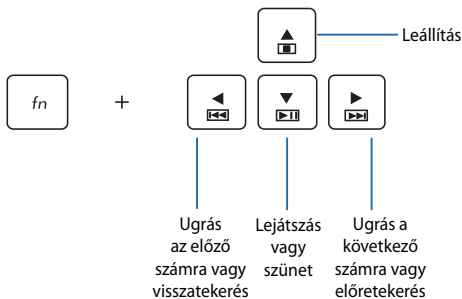 Leállítás
fn
+
Ugrás
az előző
számra vagy
visszatekerés
Lejátszás
vagy
szünet
Ugrás a
következő
számra vagy
előretekerés